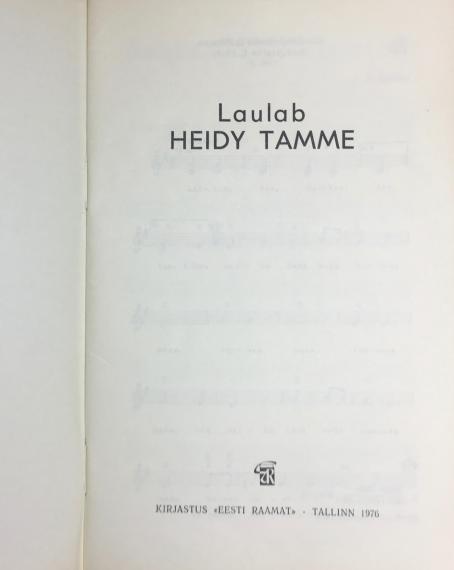 Laulab
HEIDY TAMME
KIRJASTUS «EESTI RAAMAT» · TALLINN 1976